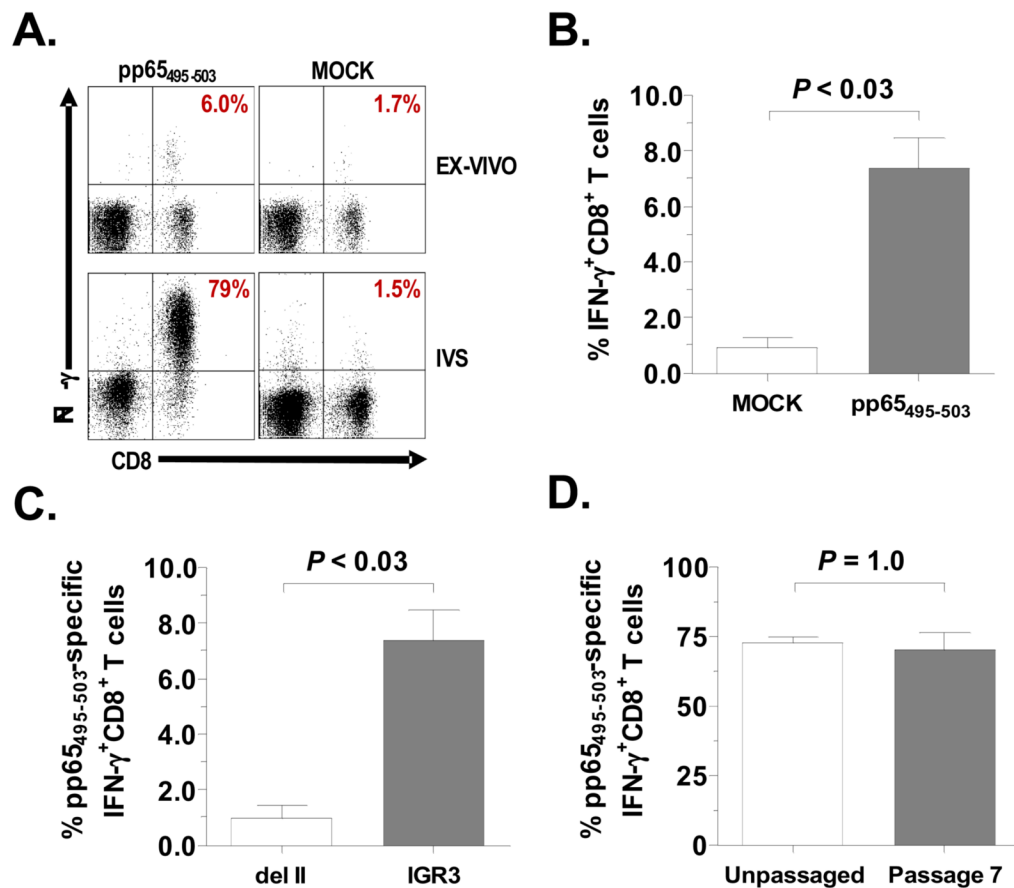 A.
pp65495-503 MOCK
6.0% 1.7%
EX-VIVO
79% 1.5%
IVS
-γ
CD8
B.
P < 0.03
% IFN-γ+CD8+ T cells
10.0
8.0
6.0
4.0
2.0
0.0
MOCK pp65495-503
C.
P < 0.03
% pp65495-503-specific
IFN-γ+CD8+ T cells
10.0
8.0
6.0
4.0
2.0
0.0
del II IGR3
D.
P = 1.0
% pp65495-503-specific
IFN-γ+CD8+ T cells
100
75
50
25
0
Unpassaged Passage 7